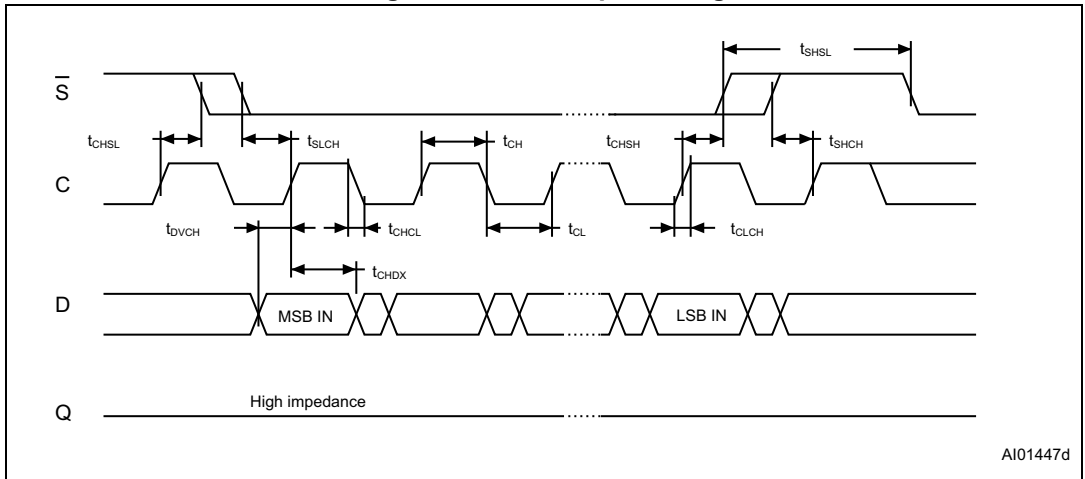 tSHSL
S̅
tCHSL
tSLCH
tCH
tCHSH
tSHCH
C
tDVCH
tCHCL
tCL
tCLCH
tCHDX
D
MSB IN
LSB IN
High impedance
Q
AI01447d